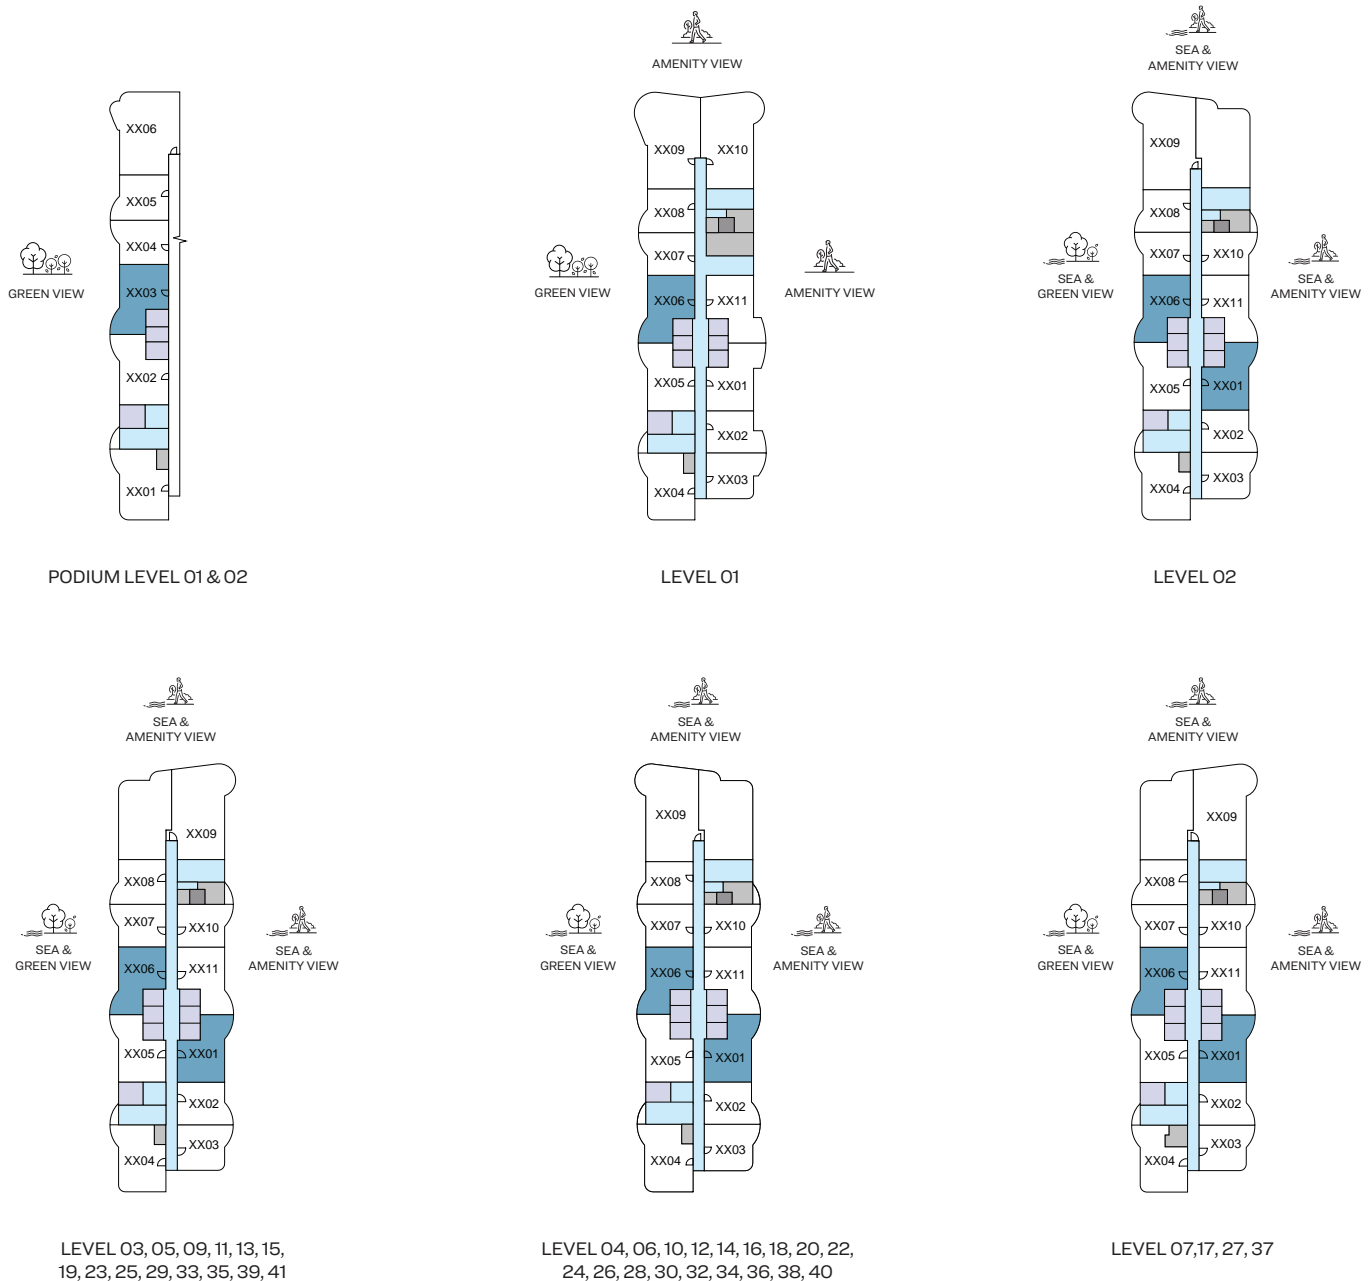 GREEN VIEW
XX06
XX05
XX04
XX03
XX02
XX01
PODIUM LEVEL 01 & 02
AMENITY VIEW
GREEN VIEW
AMENITY VIEW
XX09
XX10
XX08
XX07
XX06
XX11
XX05
XX01
XX02
XX04
XX03
LEVEL 01
SEA &
AMENITY VIEW
SEA &
GREEN VIEW
SEA &
AMENITY VIEW
XX09
XX08
XX07
XX10
XX06
XX11
XX05
XX01
XX02
XX04
XX03
LEVEL 02
SEA &
AMENITY VIEW
SEA &
GREEN VIEW
SEA &
AMENITY VIEW
XX09
XX08
XX07
XX10
XX06
XX11
XX05
XX01
XX02
XX04
XX03
LEVEL 03, 05, 09, 11, 13, 15,
19, 23, 25, 29, 33, 35, 39, 41
SEA &
AMENITY VIEW
SEA &
GREEN VIEW
SEA &
AMENITY VIEW
XX09
XX08
XX07
XX10
XX06
XX11
XX05
XX01
XX02
XX04
XX03
LEVEL 04, 06, 10, 12, 14, 16, 18, 20, 22,
24, 26, 28, 30, 32, 34, 36, 38, 40
SEA &
AMENITY VIEW
SEA &
GREEN VIEW
SEA &
AMENITY VIEW
XX09
XX08
XX07
XX10
XX06
XX11
XX05
XX01
XX02
XX04
XX03
LEVEL 07,17, 27, 37